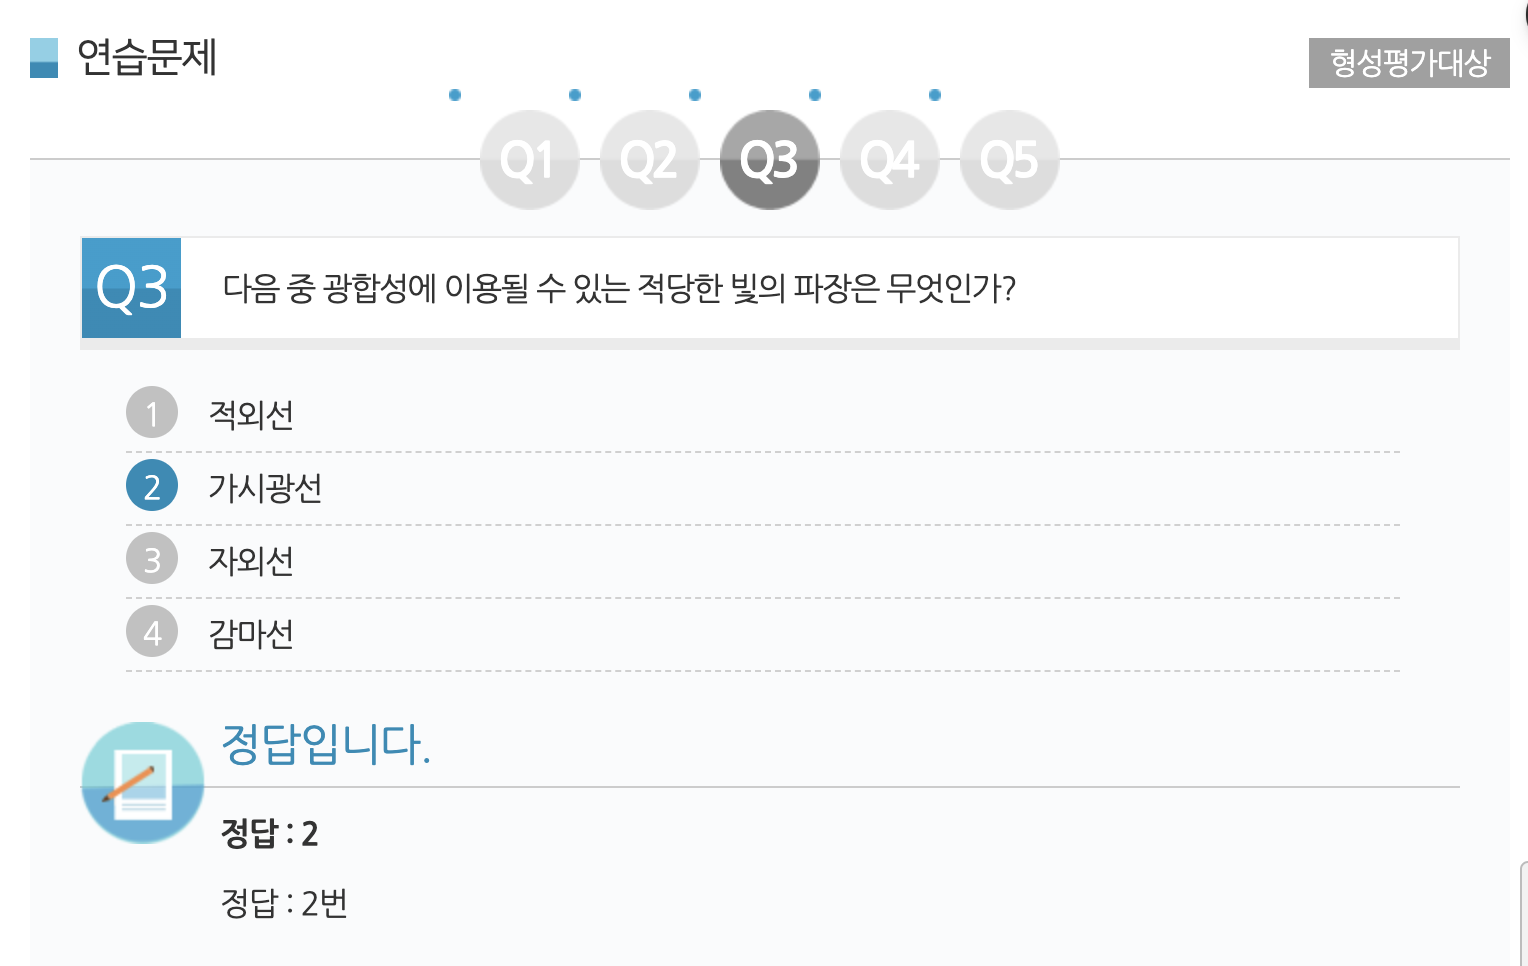 연습문제
형성평가대상
Q1 Q2 Q3 Q4 Q5
Q3 다음 중 광합성에 이용될 수 있는 적당한 빛의 파장은 무엇인가?
1 적외선
2 가시광선
3 자외선
4 감마선
정답입니다.
정답 : 2
정답 : 2번